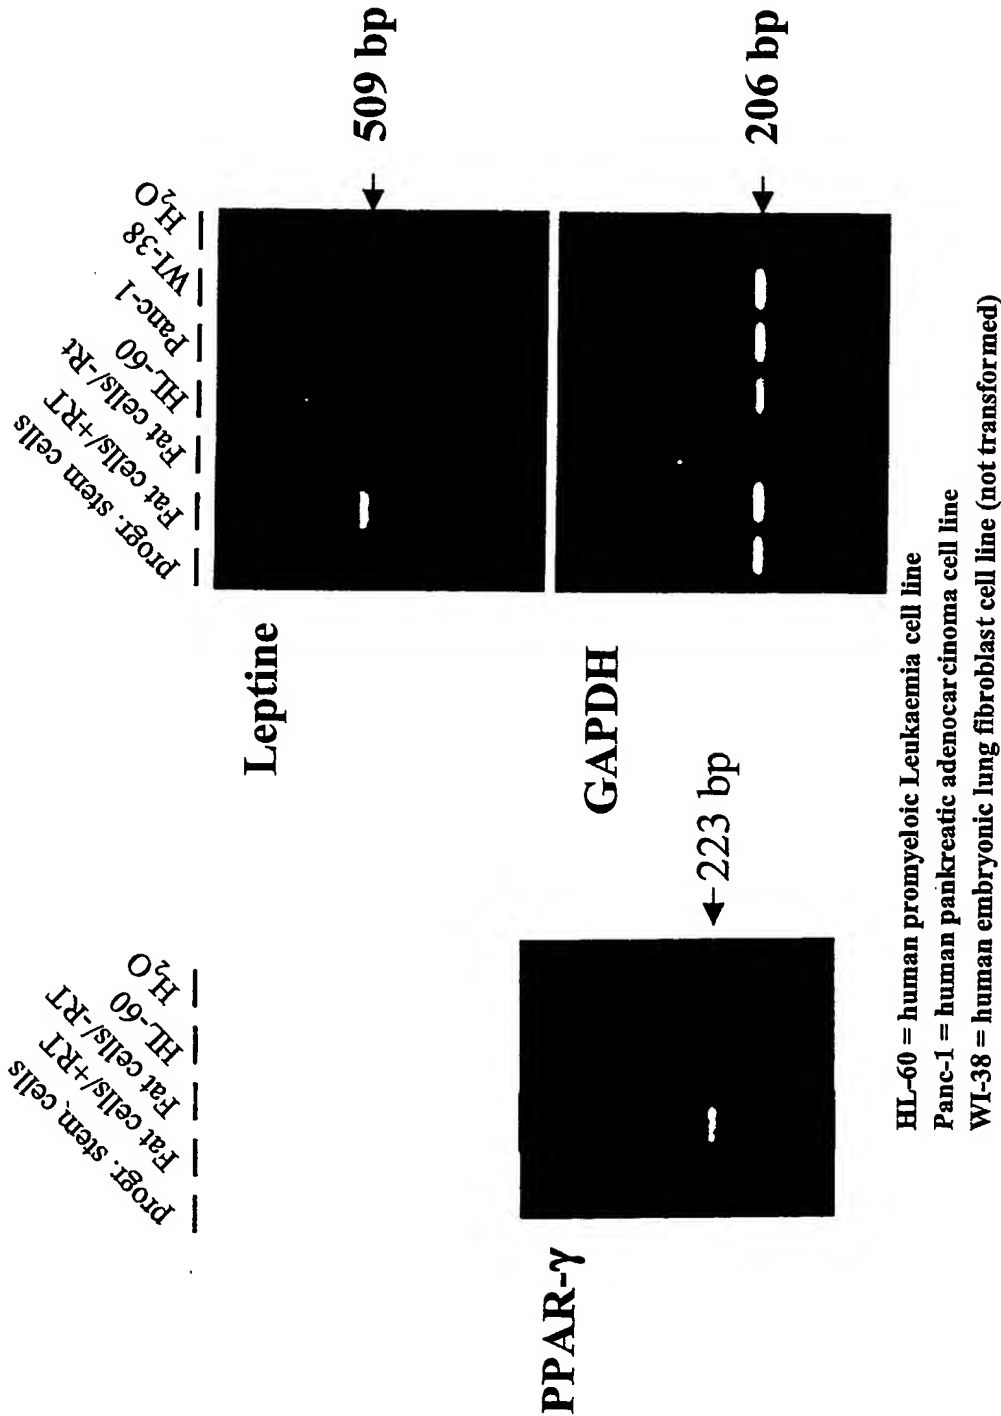 progr. stem cells
Fat cells/+RT
Fat cells/-RT
HL-60
H₂O
PPAR-γ
223 bp
progr. stem cells
Fat cells/+RT
Fat cells/-Rt
HL-60
Panc-1
WI-38
H₂O
Leptine
509 bp
GAPDH
206 bp
HL-60 = human promyeloic Leukaemia cell line
Panc-1 = human pankreatic adenocarcinoma cell line
WI-38 = human embryonic lung fibroblast cell line (not transformed)